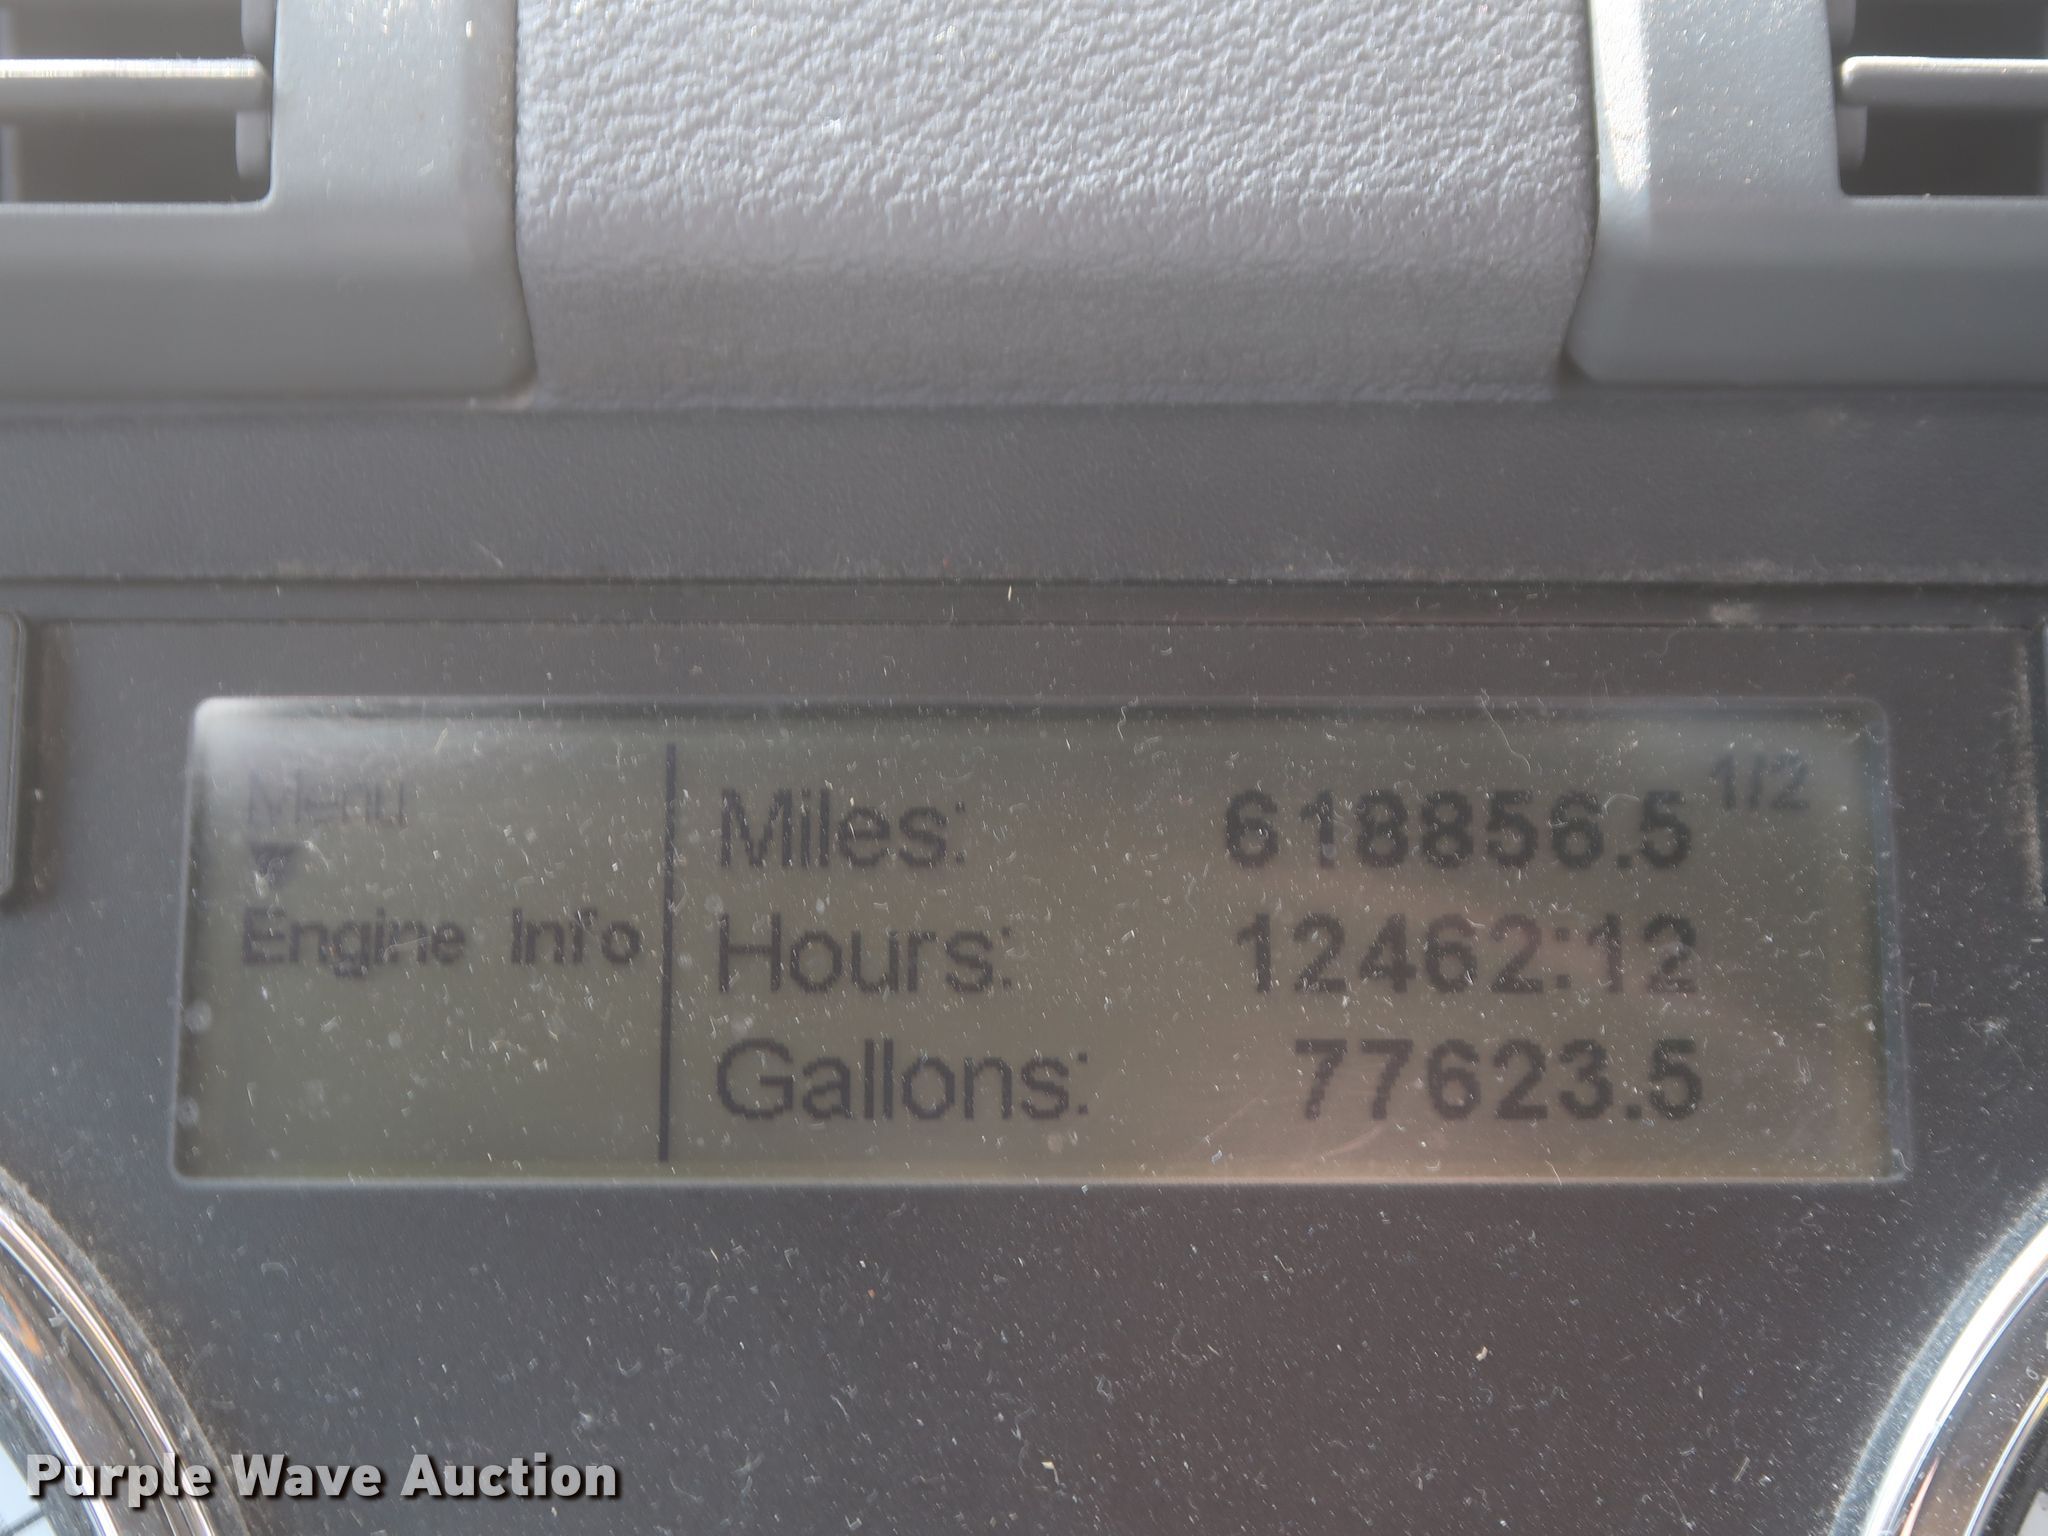 Menu
Engine Info
Miles: 618856.5 1/2
Hours: 12462:12
Gallons: 77623.5
Purple Wave Auction